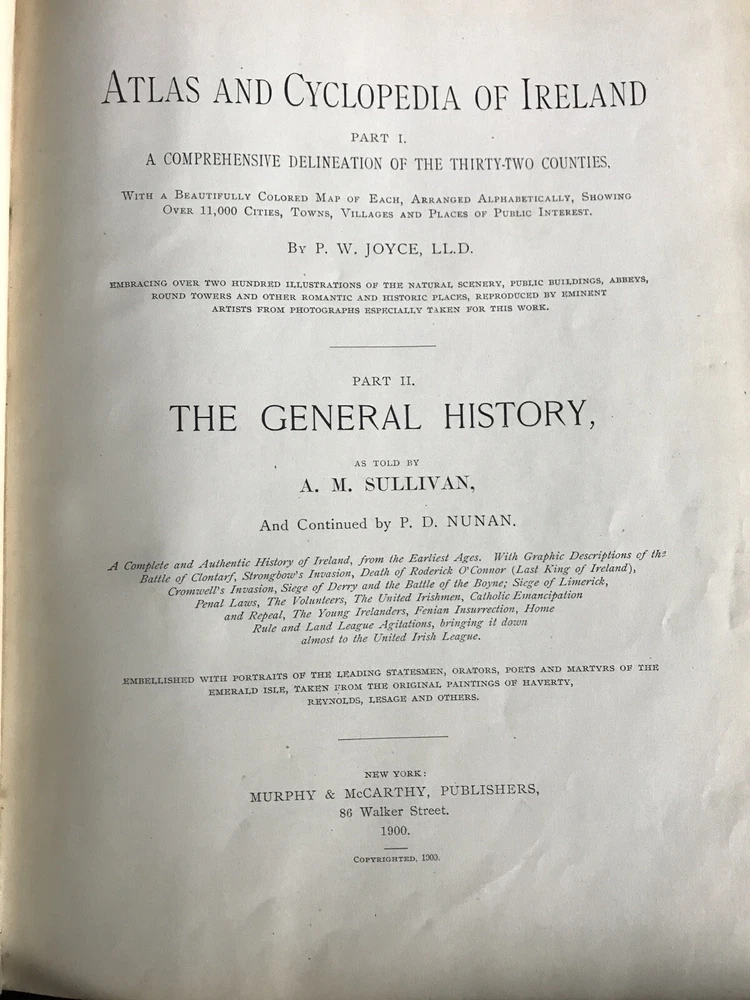 ATLAS AND CYCLOPEDIA OF IRELAND
PART I.
A COMPREHENSIVE DELINEATION OF THE THIRTY-TWO COUNTIES,
WITH A BEAUTIFULLY COLORED MAP OF EACH, ARRANGED ALPHABETICALLY, SHOWING
OVER 11,000 CITIES, TOWNS, VILLAGES AND PLACES OF PUBLIC INTEREST.
BY P. W. JOYCE, LL.D.
EMBRACING OVER TWO HUNDRED ILLUSTRATIONS OF THE NATURAL SCENERY, PUBLIC BUILDINGS, ABBEYS,
ROUND TOWERS AND OTHER ROMANTIC AND HISTORIC PLACES, REPRODUCED BY EMINENT
ARTISTS FROM PHOTOGRAPHS ESPECIALLY TAKEN FOR THIS WORK.
PART II.
THE GENERAL HISTORY,
AS TOLD BY
A. M. SULLIVAN,
And Continued by P. D. NUNAN.
A Complete and Authentic History of Ireland, from the Earliest Ages. With Graphic Descriptions of the
Battle of Clontarf, Strongbow's Invasion, Death of Roderick O'Connor (Last King of Ireland),
Cromwell's Invasion, Siege of Derry and the Battle of the Boyne; Siege of Limerick,
Penal Laws, The Volunteers, The United Irishmen, Catholic Emancipation
and Repeal, The Young Irelanders, Fenian Insurrection, Home
Rule and Land League Agitations, bringing it down
almost to the United Irish League.
EMBELLISHED WITH PORTRAITS OF THE LEADING STATESMEN, ORATORS, POETS AND MARTYRS OF THE
EMERALD ISLE, TAKEN FROM THE ORIGINAL PAINTINGS OF HAVERTY,
REYNOLDS, LESAGE AND OTHERS.
NEW YORK:
MURPHY & McCARTHY, PUBLISHERS,
86 Walker Street.
1900.
COPYRIGHTED, 1900.